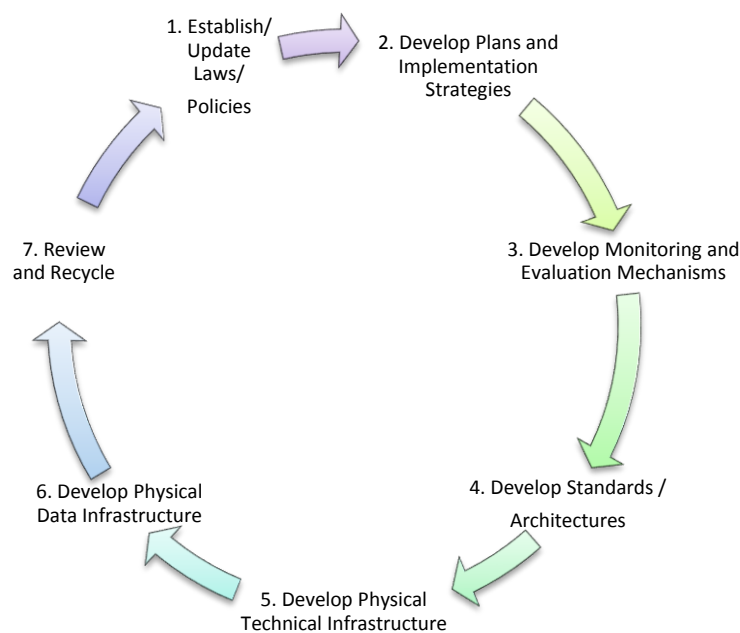 1. Establish/
Update
Laws/
Policies
2. Develop Plans and
Implementation
Strategies
3. Develop Monitoring and
Evaluation Mechanisms
4. Develop Standards /
Architectures
5. Develop Physical
Technical Infrastructure
6. Develop Physical
Data Infrastructure
7. Review
and Recycle